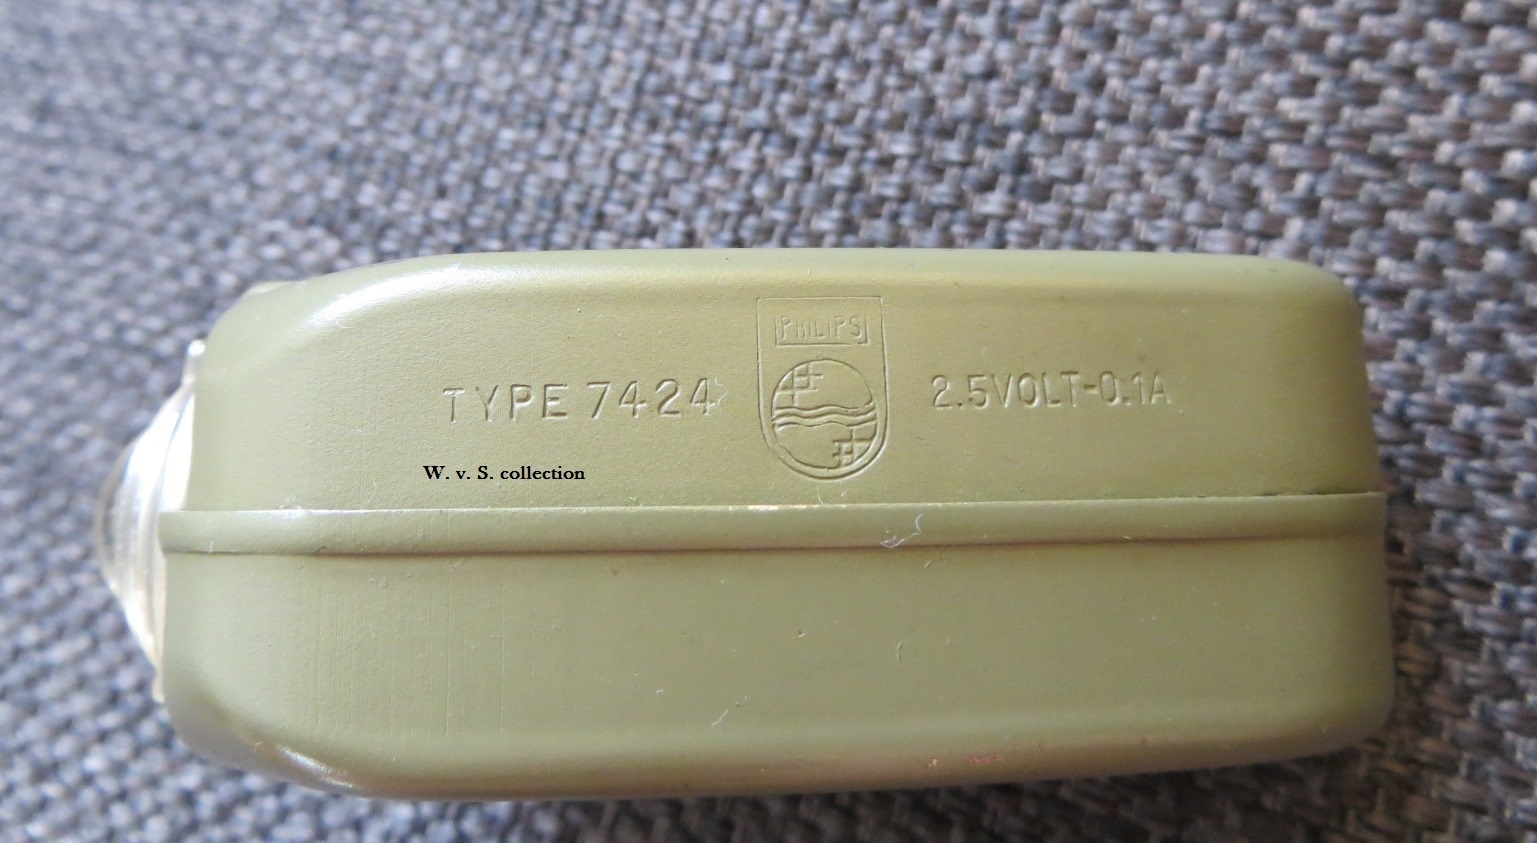 PHILIPS
TYPE 7424
2.5VOLT-0.1A
W. v. S. collection